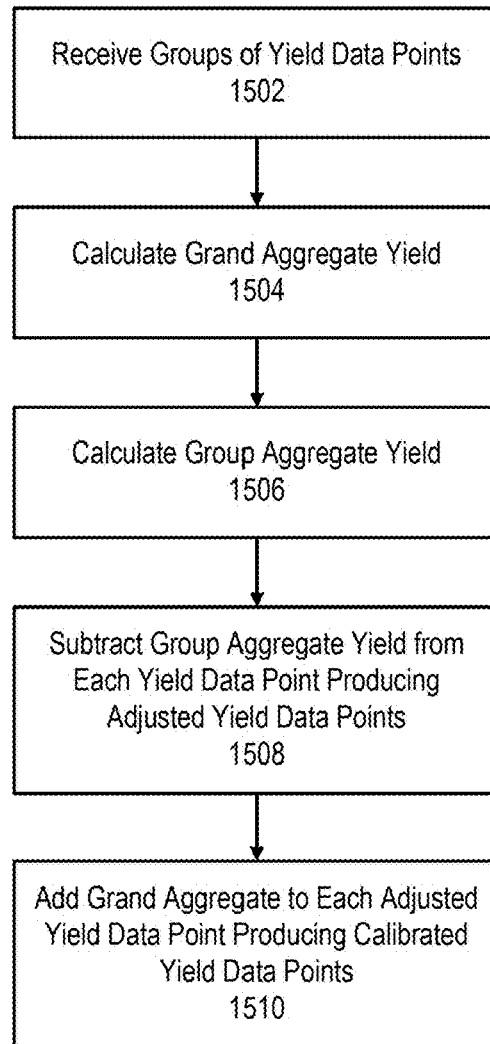 Receive Groups of Yield Data Points
1502
Calculate Grand Aggregate Yield
1504
Calculate Group Aggregate Yield
1506
Subtract Group Aggregate Yield from
Each Yield Data Point Producing
Adjusted Yield Data Points
1508
Add Grand Aggregate to Each Adjusted
Yield Data Point Producing Calibrated
Yield Data Points
1510